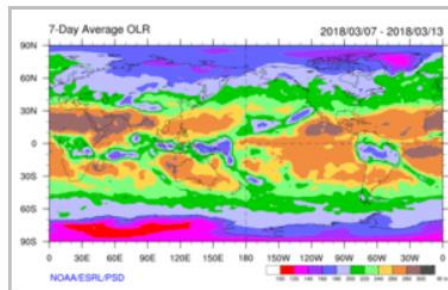 7-Day Average OLR 2018/03/07 - 2018/03/13
90N
60N
30N
0
30S
60S
90S
0 30E 60E 90E 120E 150E 180 150W 120W 90W 60W 30W 0
NOAA/ESRL/PSD